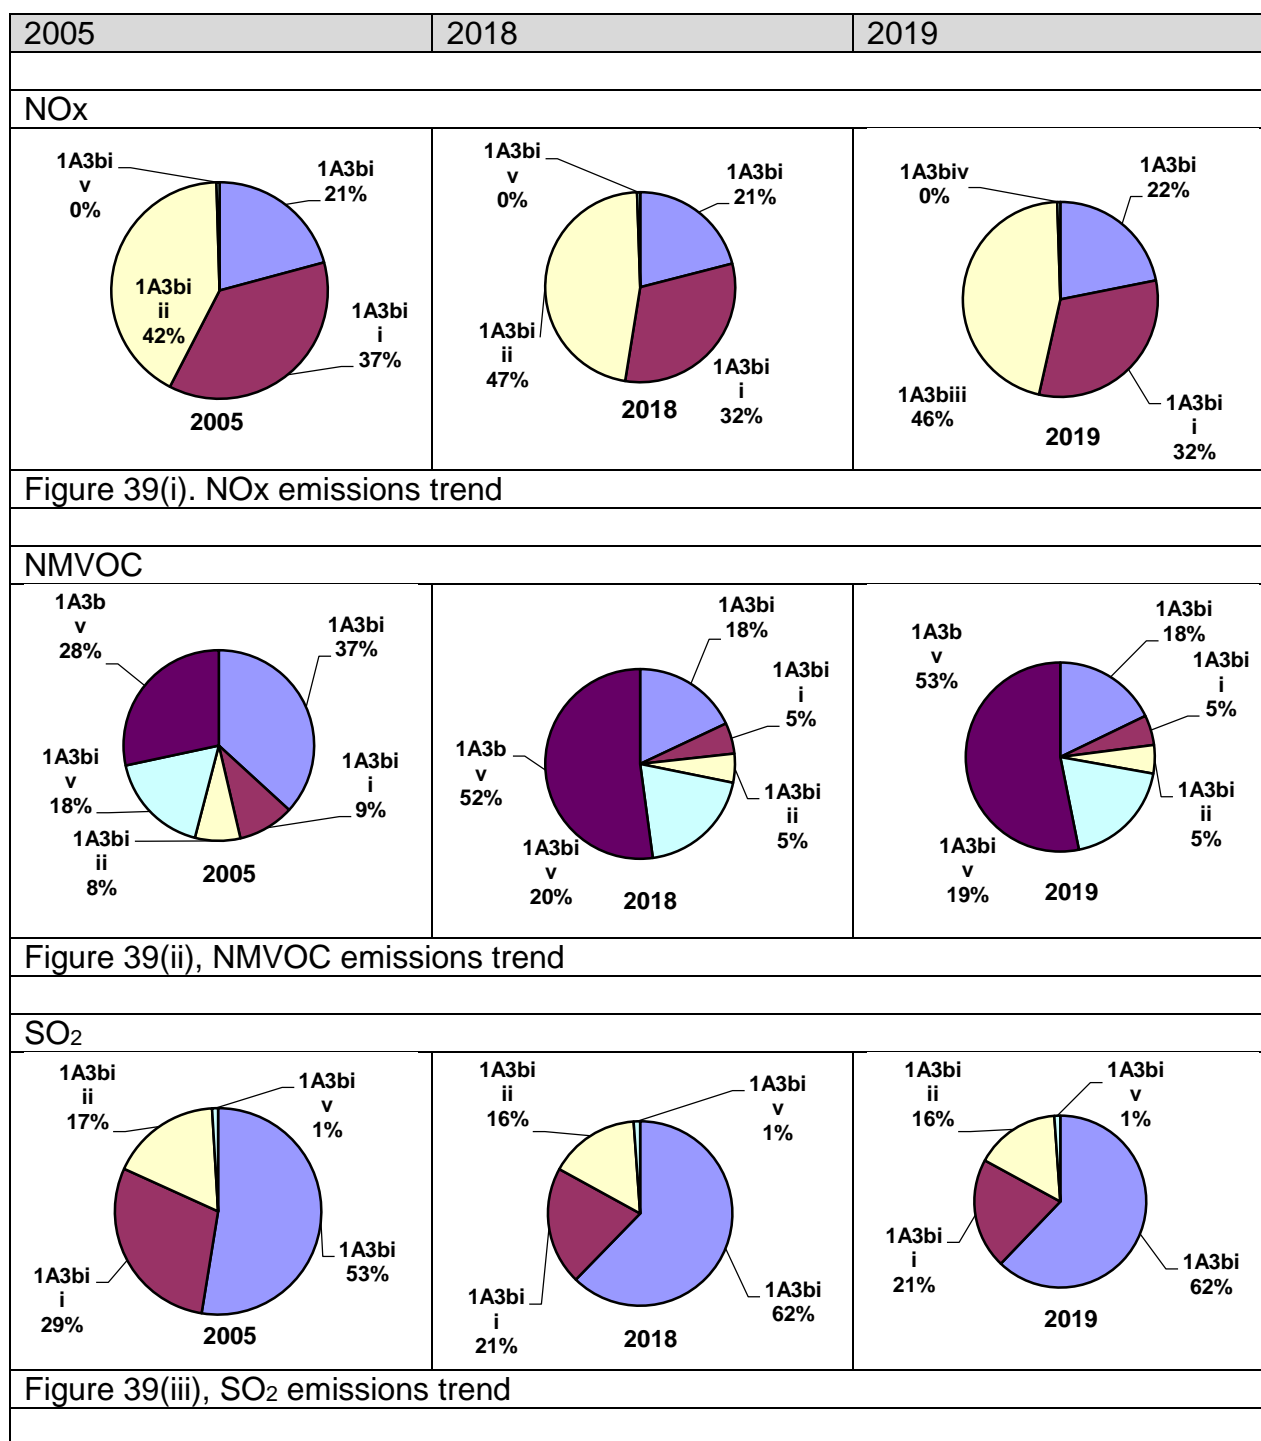 2005 2018 2019
NOx
1A3bi
v
0%
1A3bi
21%
1A3bi
ii
42%
1A3bi
i
37%
2005
1A3bi
v
0%
1A3bi
21%
1A3bi
ii
47%
1A3bi
i
32%
2018
1A3biv
0%
1A3bi
22%
1A3biii
46%
1A3bi
i
32%
2019
Figure 39(i). NOx emissions trend
NMVOC
1A3b
v
28%
1A3bi
37%
1A3bi
v
18%
1A3bi
i
9%
1A3bi
ii
8%
2005
1A3bi
18%
1A3bi
i
5%
1A3b
v
52%
1A3bi
ii
5%
1A3bi
v
20%
2018
1A3bi
18%
1A3b
v
53%
1A3bi
i
5%
1A3bi
ii
5%
1A3bi
v
19%
2019
Figure 39(ii), NMVOC emissions trend
SO2
1A3bi
ii
17%
1A3bi
v
1%
1A3bi
53%
1A3bi
i
29%
2005
1A3bi
ii
16%
1A3bi
v
1%
1A3bi
62%
1A3bi
i
21%
2018
1A3bi
ii
16%
1A3bi
v
1%
1A3bi
i
21%
1A3bi
62%
2019
Figure 39(iii), SO2 emissions trend